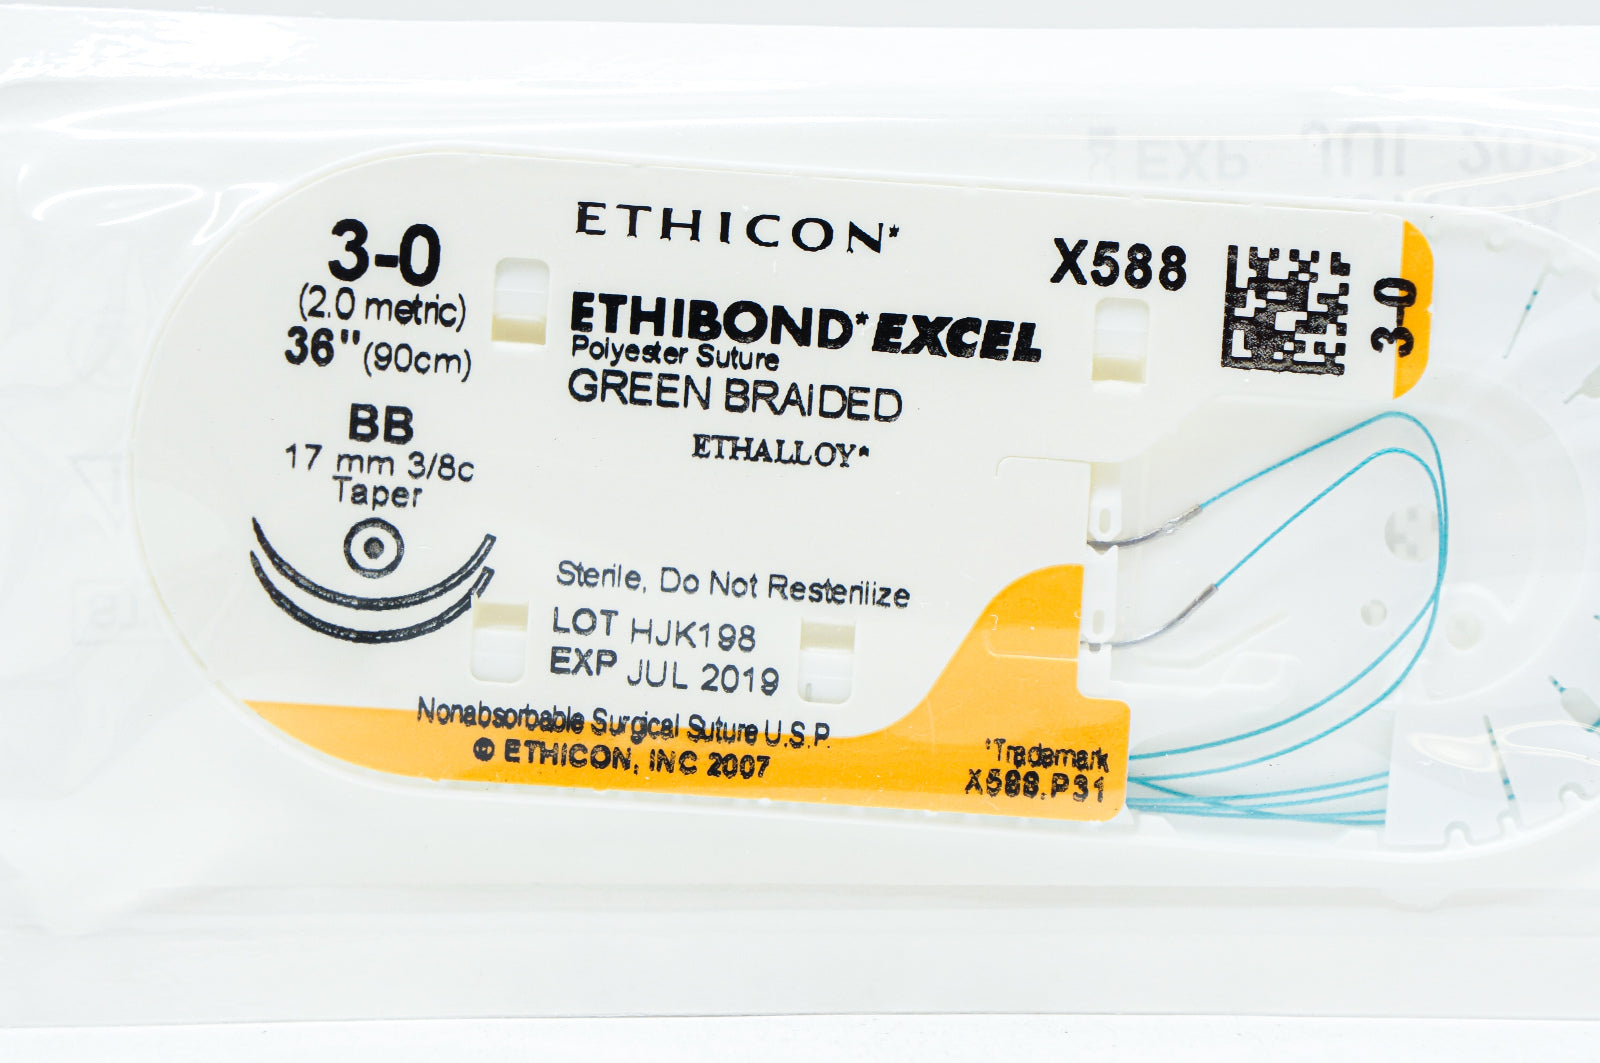 3-0
(2.0 metric)
36" (90cm)
BB
17 mm 3/8c
Taper
ETHICON*
ETHIBOND* EXCEL
Polyester Suture
GREEN BRAIDED
ETHALLOY*
X588
3-0
Sterile, Do Not Resterilize
LOT HJK198
EXP JUL 2019
Nonabsorbable Surgical Suture U.S.P.
© ETHICON, INC 2007
*Trademark
X588.P31
EXP JUL